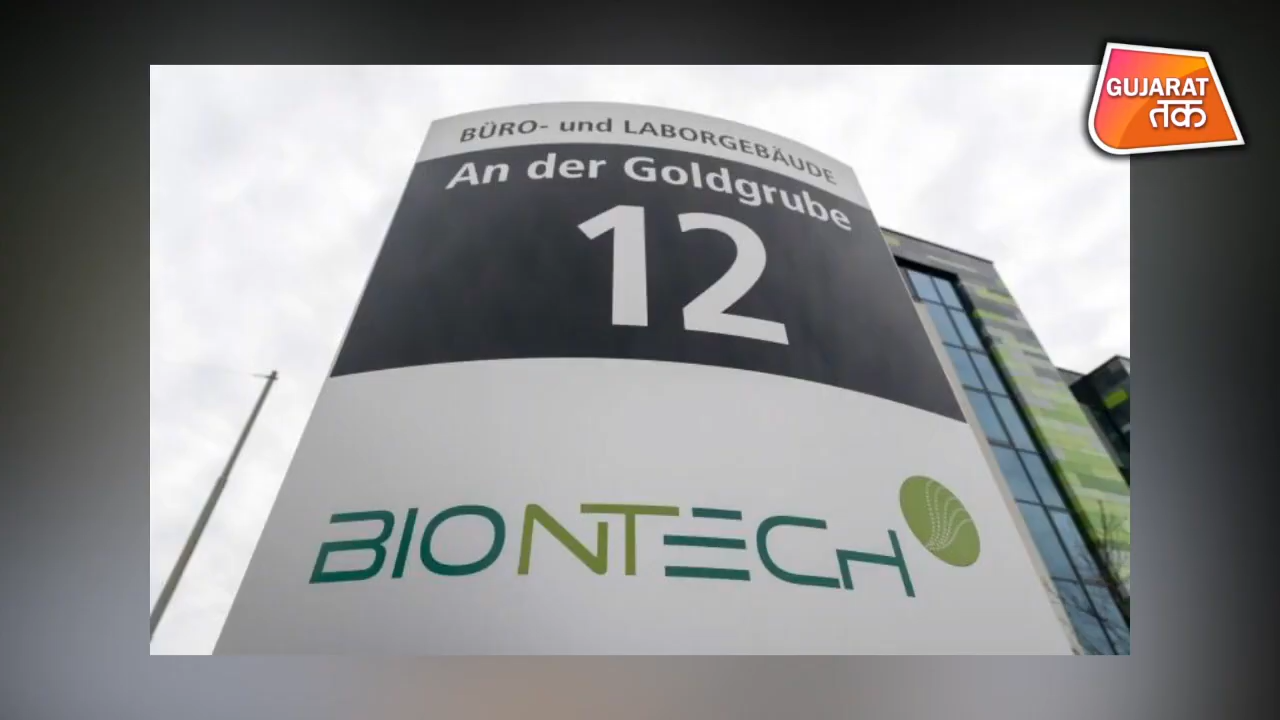 BÜRO- und LABORGEBÄUDE
An der Goldgrube
12
BIONTECH
GUJARAT
तक